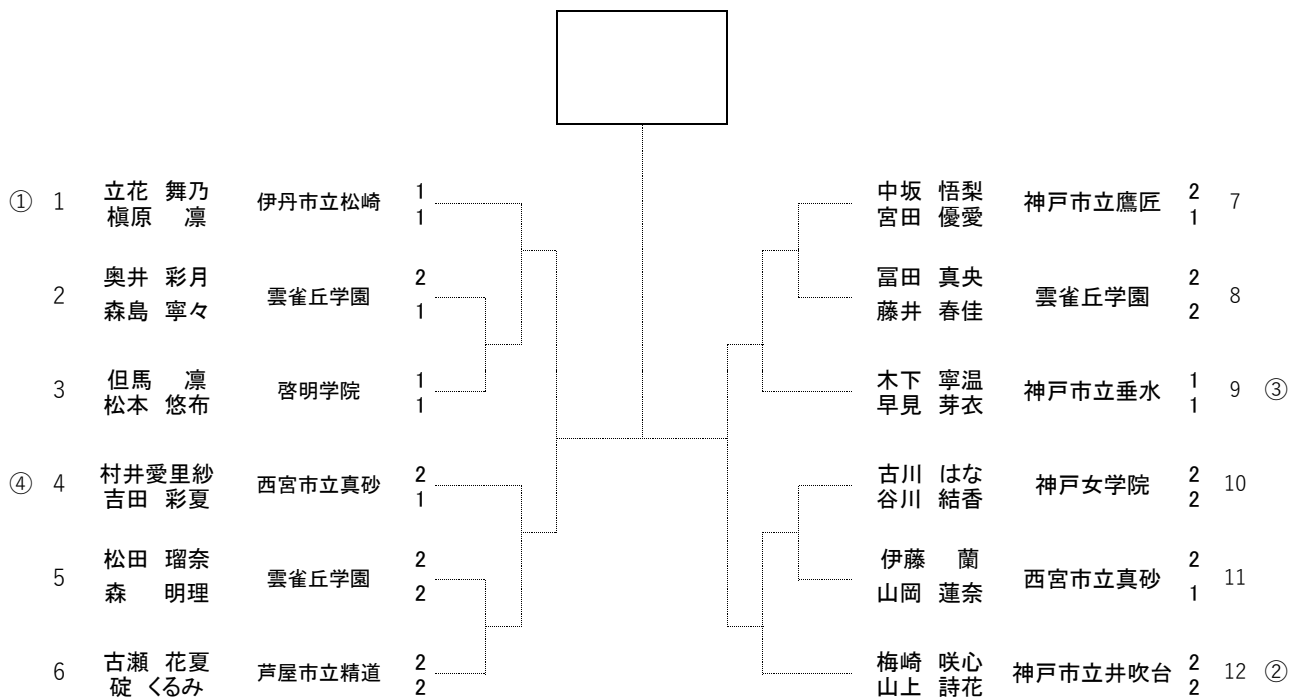 ① 1 立花 舞乃 伊丹市立松崎 1
槇原 凛 1
2 奥井 彩月 雲雀丘学園 2
森島 寧々 1
3 但馬 凛 啓明学院 1
松本 悠布 1
④ 4 村井愛里紗 西宮市立真砂 2
吉田 彩夏 1
5 松田 瑠奈 雲雀丘学園 2
森 明理 2
6 古瀬 花夏 芦屋市立精道 2
碇 くるみ 2
中坂 悟梨 神戸市立鷹匠 2 7
宮田 優愛 1
冨田 真央 雲雀丘学園 2 8
藤井 春佳 2
木下 寧温 神戸市立垂水 1 9 ③
早見 芽衣 1
古川 はな 神戸女学院 2 10
谷川 結香 2
伊藤 蘭 西宮市立真砂 2 11
山岡 蓮奈 1
梅崎 咲心 神戸市立井吹台 2 12 ②
山上 詩花 2